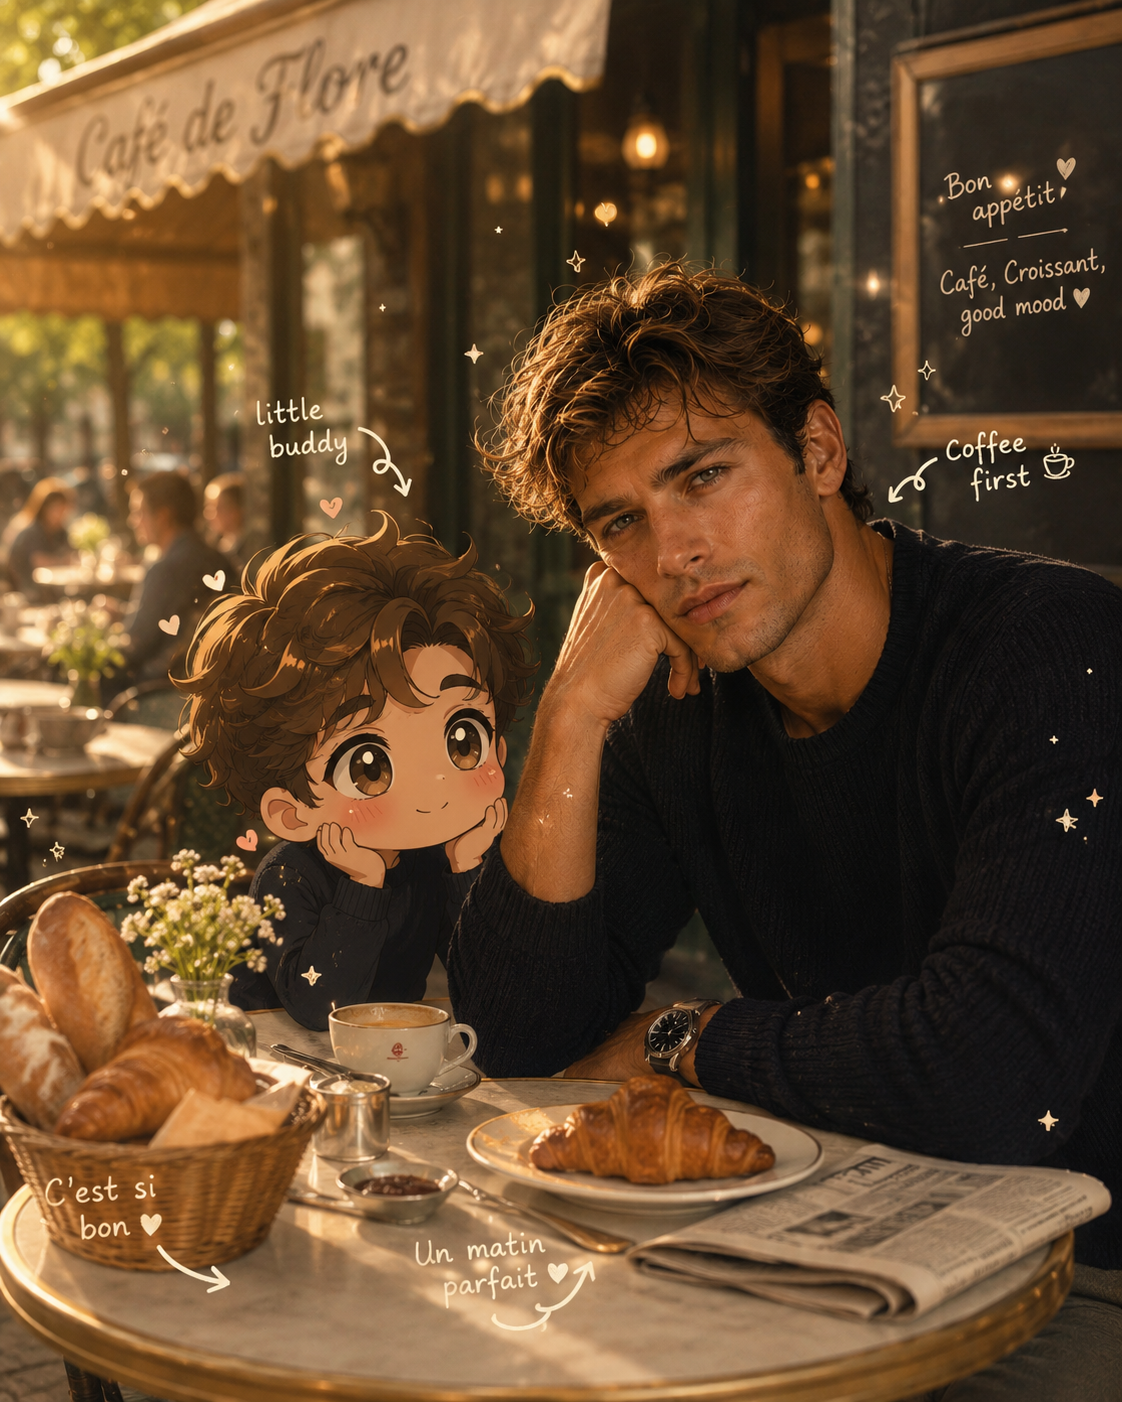 Café de Flore
Bon
appétit
Café, Croissant,
good mood
little
buddy
Coffee
first
C'est si
bon
Un matin
parfait